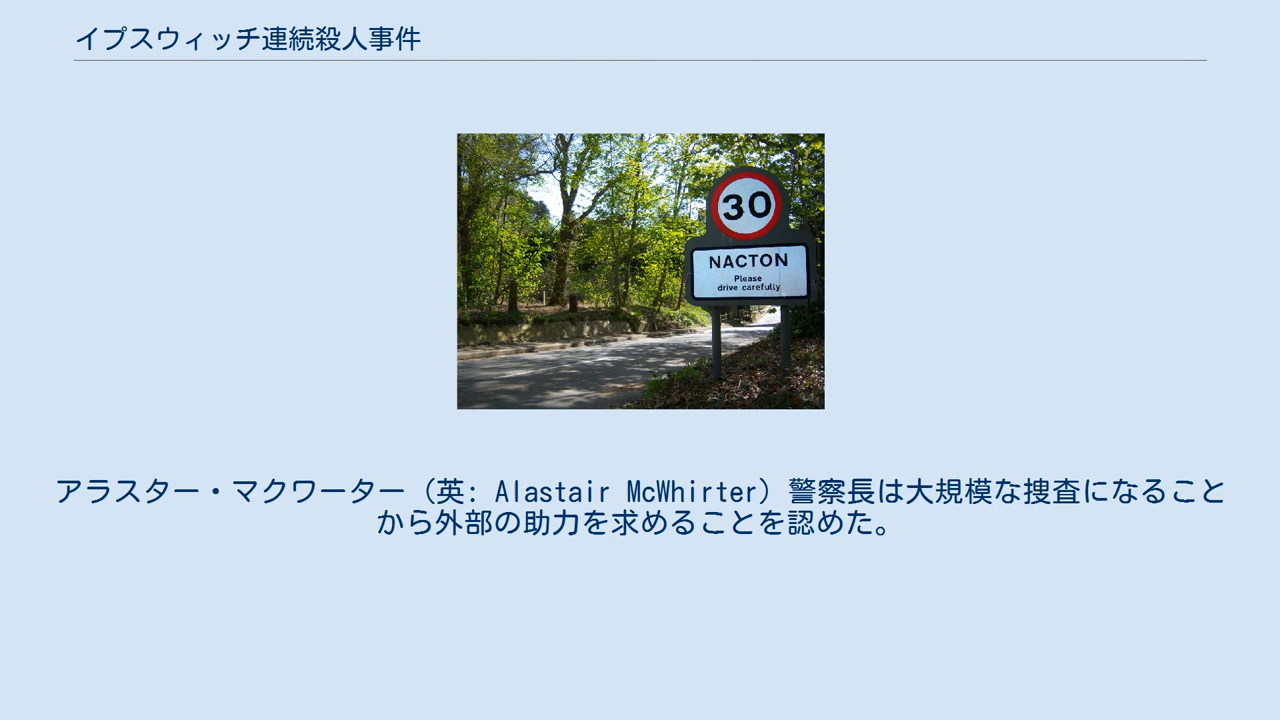 イプスウィッチ連続殺人事件
30
NACTON
Please
drive carefully
アラスター・マクワーター（英: Alastair McWhirter）警察長は大規模な捜査になること
から外部の助力を求めることを認めた。